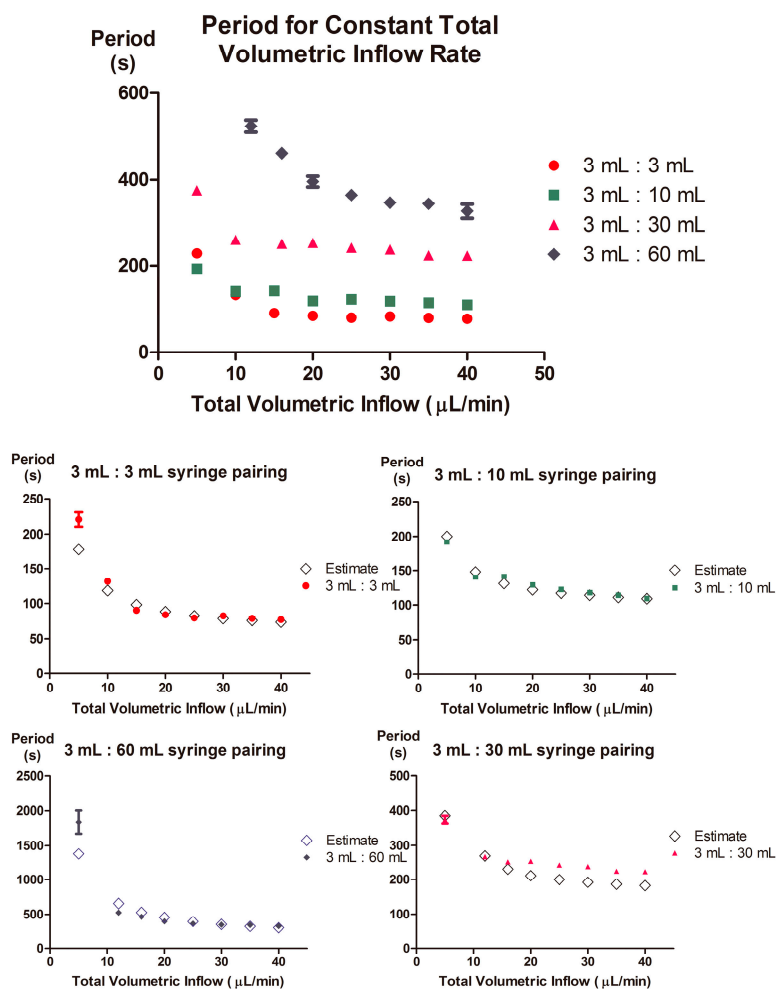 Period for Constant Total
Volumetric Inflow Rate
Period
(s)
600
400
200
0
0 10 20 30 40 50
Total Volumetric Inflow ( μL/min)
3 mL : 3 mL
3 mL : 10 mL
3 mL : 30 mL
3 mL : 60 mL
Period
(s)
3 mL : 3 mL syringe pairing
250
200
150
100
50
0
0 10 20 30 40
Total Volumetric Inflow ( μL/min)
Estimate
3 mL : 3 mL
Period
(s)
3 mL : 10 mL syringe pairing
250
200
150
100
50
0
0 10 20 30 40
Total Volumetric Inflow ( μL/min)
Estimate
3 mL : 10 mL
Period
(s)
3 mL : 60 mL syringe pairing
2500
2000
1500
1000
500
0
0 10 20 30 40
Total Volumetric Inflow ( μL/min)
Estimate
3 mL : 60 mL
Period
(s)
3 mL : 30 mL syringe pairing
500
400
300
200
100
0
0 10 20 30 40
Total Volumetric Inflow ( μL/min)
Estimate
3 mL : 30 mL